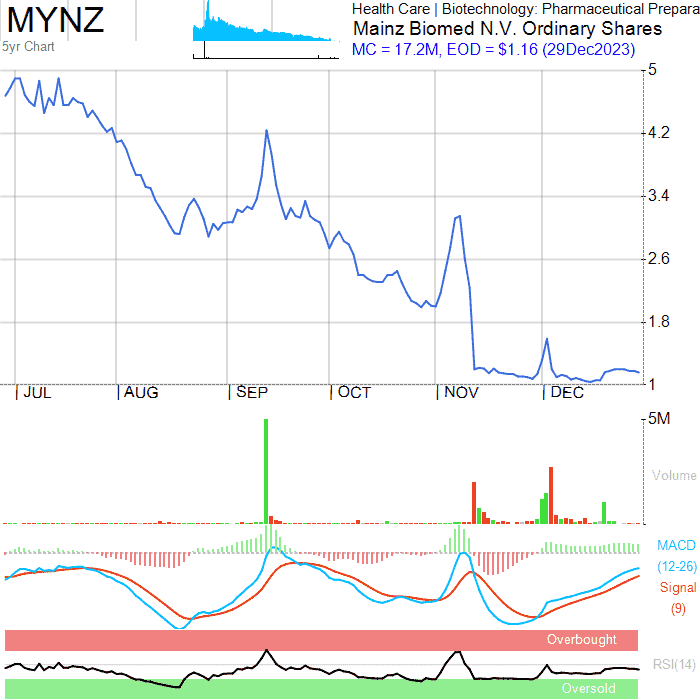 MYNZ
5yr Chart
Health Care | Biotechnology: Pharmaceutical Prepara
Mainz Biomed N.V. Ordinary Shares
MC = 17.2M, EOD = $1.16 (29Dec2023)
5
4.2
3.4
2.6
1.8
1
JUL AUG SEP OCT NOV DEC
5M
Volume
MACD
(12-26)
Signal
(9)
Overbought
RSI(14)
Oversold